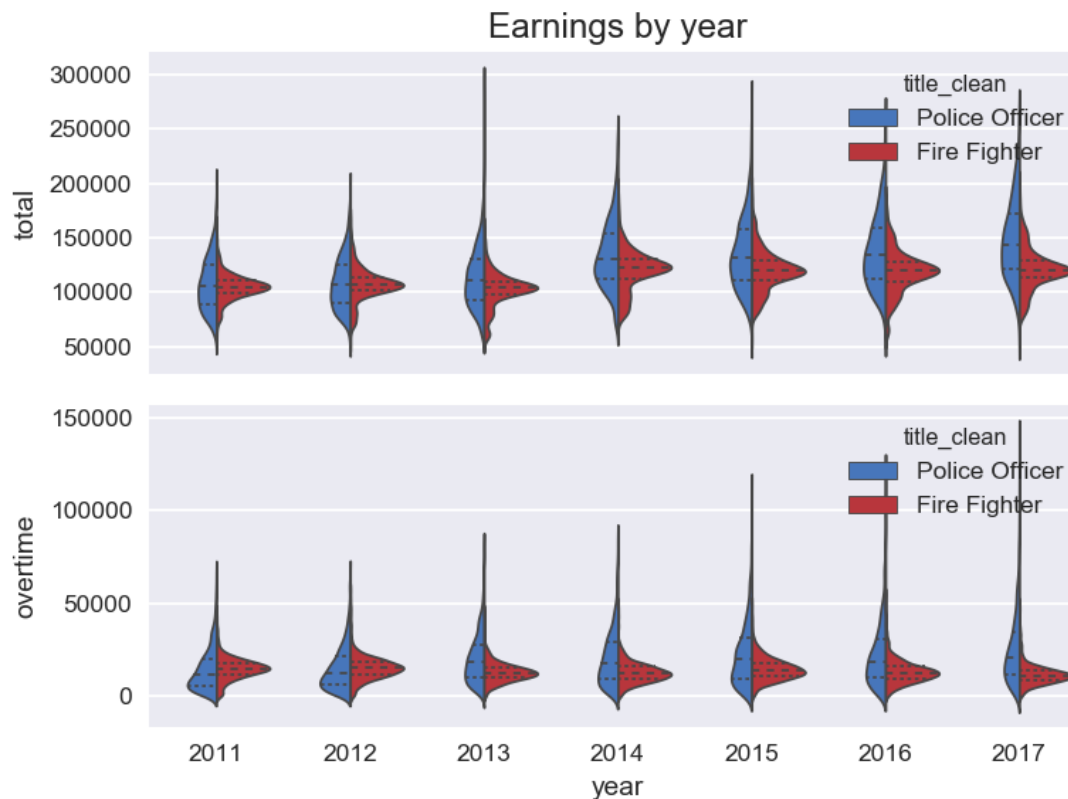 Earnings by year
300000
250000
200000
150000
100000
50000
total
title_clean
Police Officer
Fire Fighter
150000
100000
50000
0
overtime
title_clean
Police Officer
Fire Fighter
2011 2012 2013 2014 2015 2016 2017
year